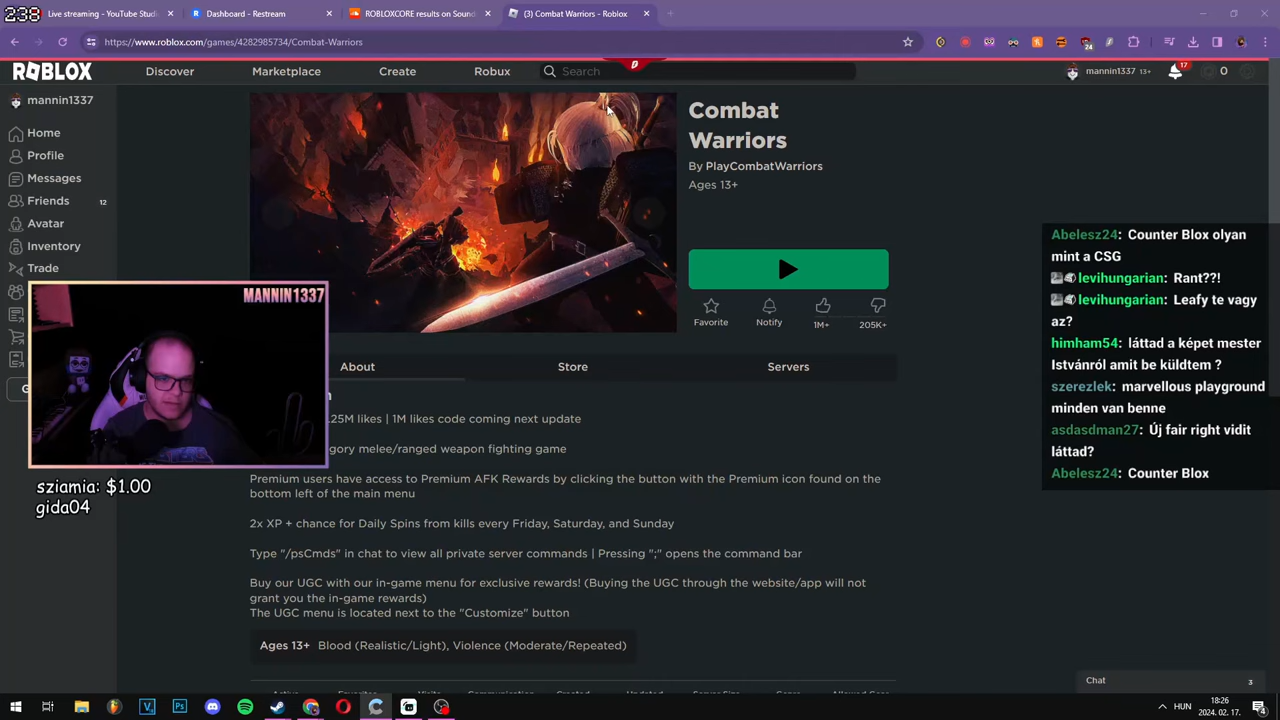 238
Live streaming - YouTube Studi
Dashboard - Restream
ROBLOXCORE results on Sound
(3) Combat Warriors - Roblox
https://www.roblox.com/games/4282985734/Combat-Warriors
24
ROBLOX
Discover
Marketplace
Create
Robux
Search
mannin1337 13+
17
0
mannin1337
Home
Profile
Messages
Friends 12
Avatar
Inventory
Trade
Combat
Warriors
By PlayCombatWarriors
Ages 13+
Favorite
Notify
1M+
205K+
About
Store
Servers
MANNIN1337
.25M likes | 1M likes code coming next update
gory melee/ranged weapon fighting game
Premium users have access to Premium AFK Rewards by clicking the button with the Premium icon found on the
bottom left of the main menu
2x XP + chance for Daily Spins from kills every Friday, Saturday, and Sunday
Type "/psCmds" in chat to view all private server commands | Pressing ";" opens the command bar
Buy our UGC with our in-game menu for exclusive rewards! (Buying the UGC through the website/app will not
grant you the in-game rewards)
The UGC menu is located next to the "Customize" button
Ages 13+ Blood (Realistic/Light), Violence (Moderate/Repeated)
sziamia: $1.00
gida04
Abelesz24: Counter Blox olyan
mint a CSG
levihungarian: Rant??!
levihungarian: Leafy te vagy
az?
himham54: láttad a képet mester
Istvánról amit be küldtem ?
szerezlek: marvellous playground
minden van benne
asdasdman27: Új fair right vidit
láttad?
Abelesz24: Counter Blox
Chat 3
HUN
18:26
2024. 02. 17.
4